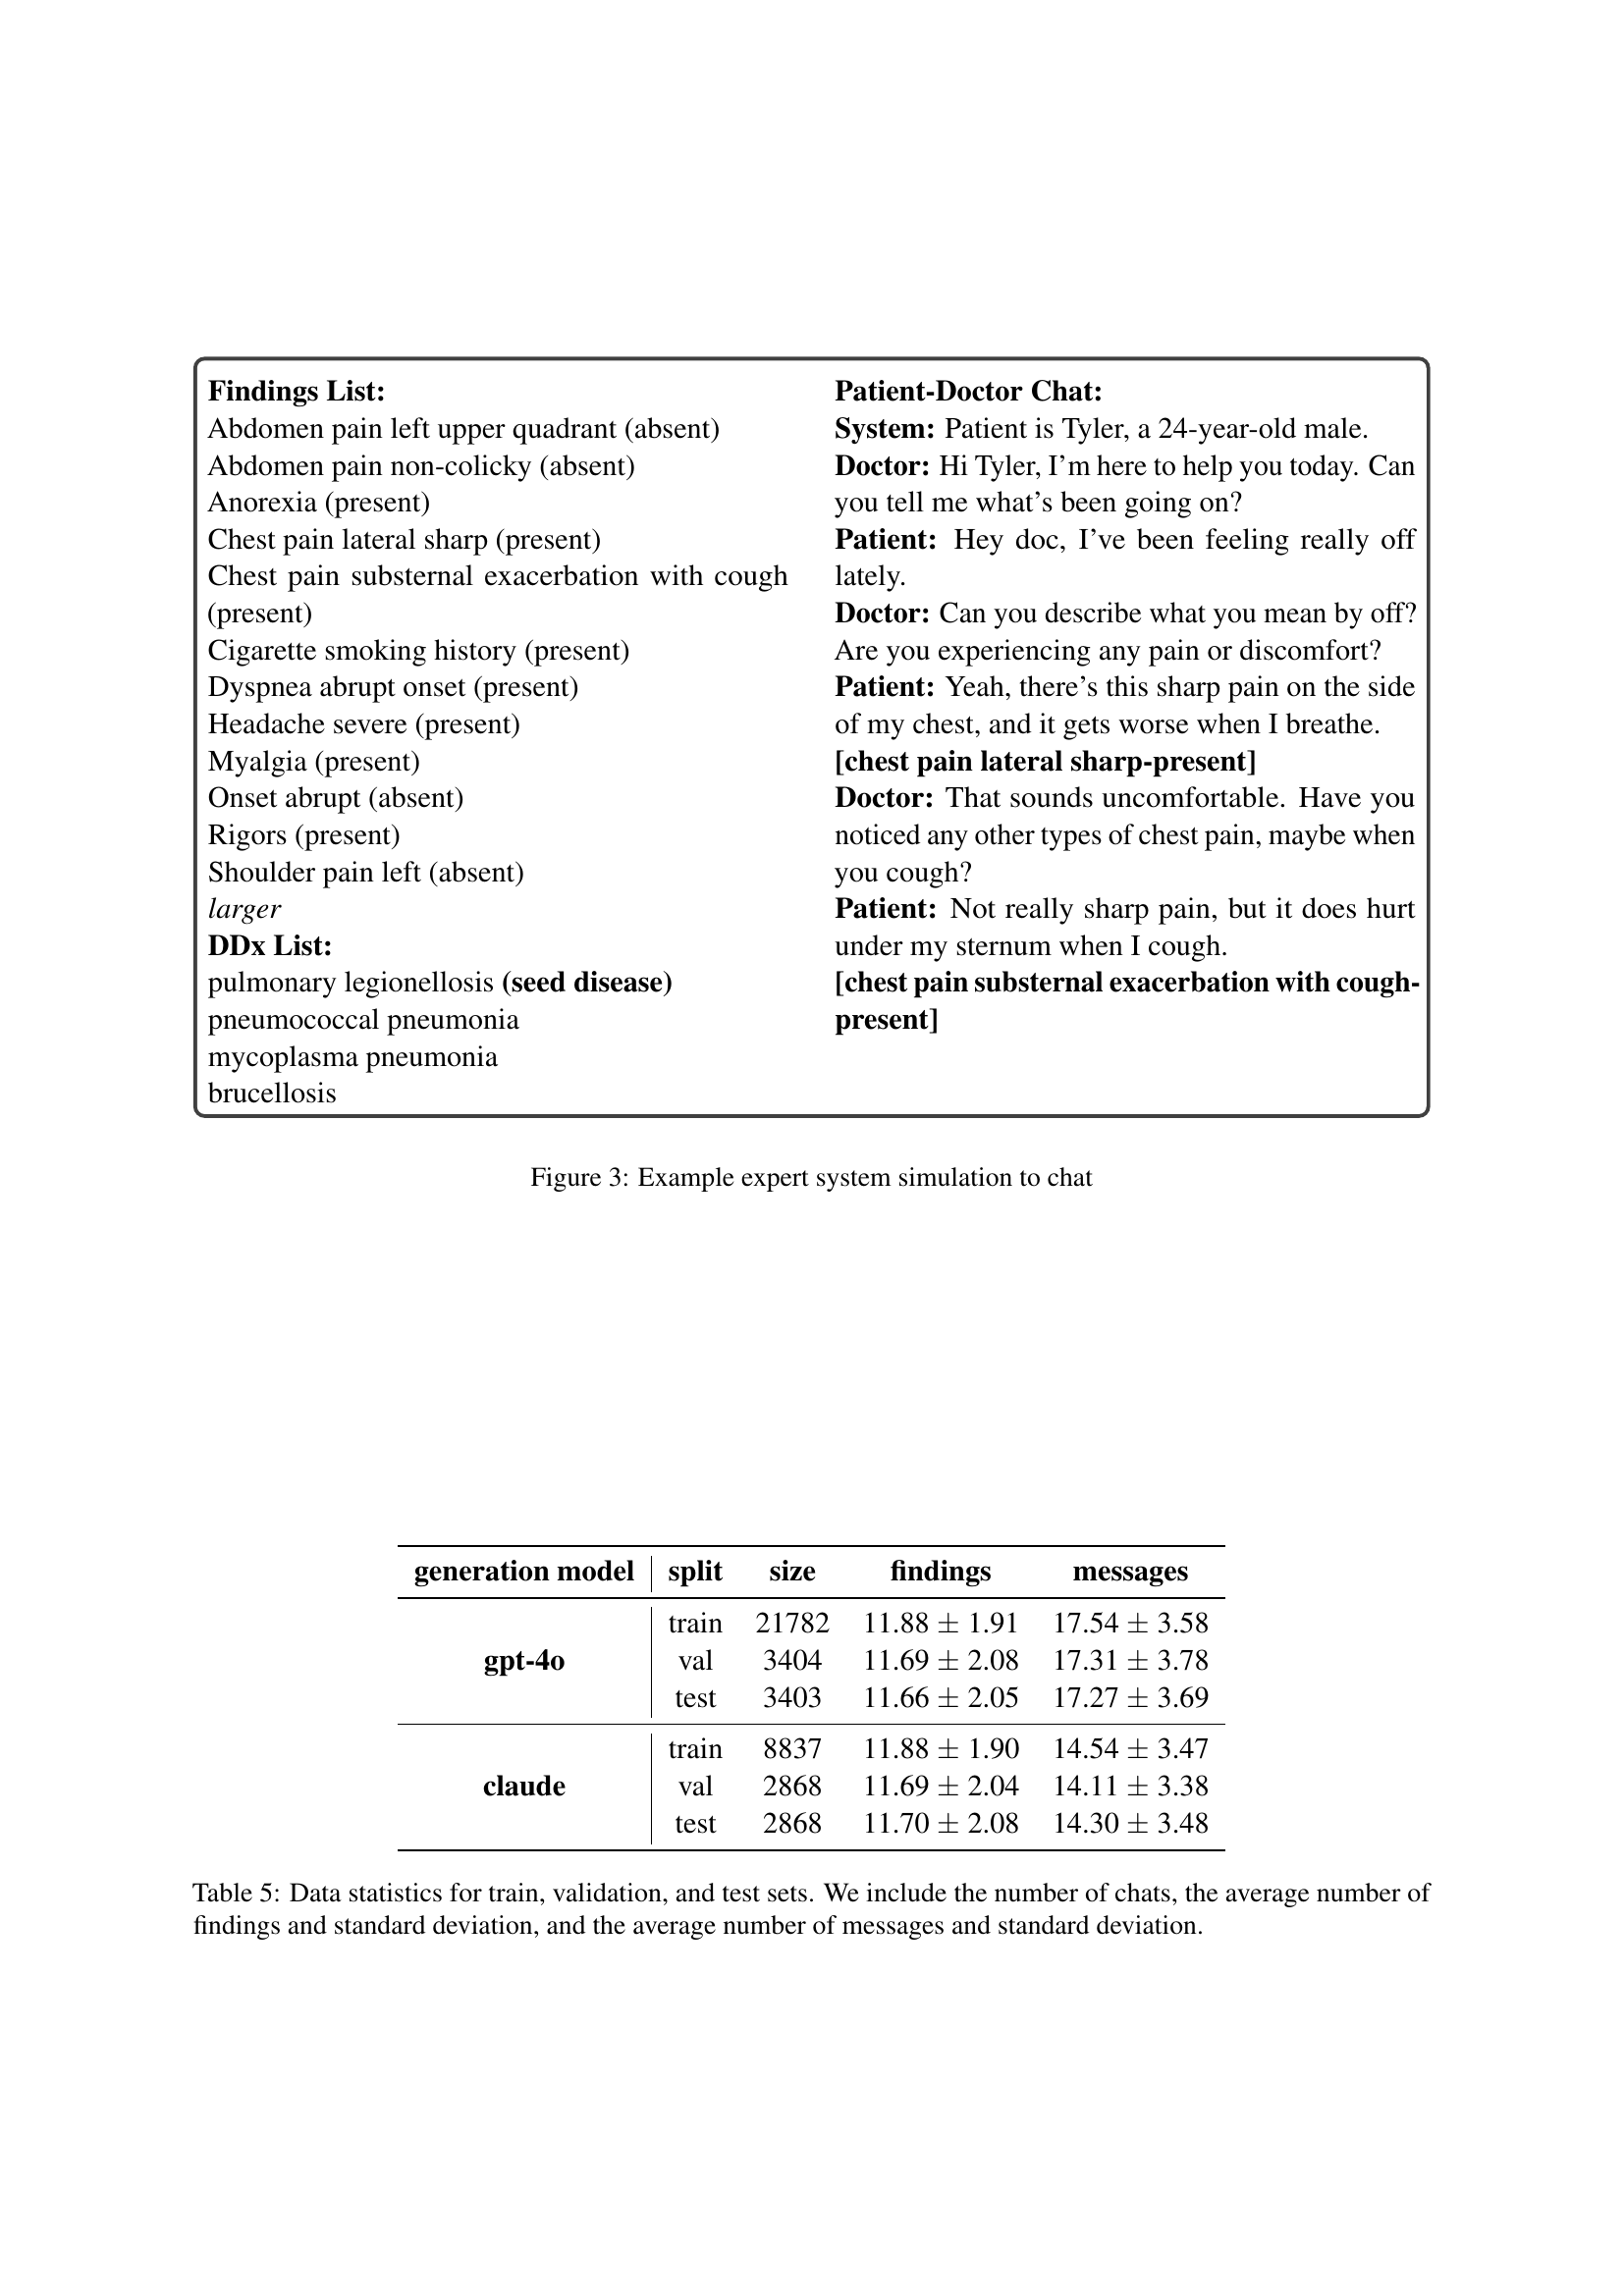 Findings List:
Abdomen pain left upper quadrant (absent)
Abdomen pain non-colicky (absent)
Anorexia (present)
Chest pain lateral sharp (present)
Chest pain substernal exacerbation with cough
(present)
Cigarette smoking history (present)
Dyspnea abrupt onset (present)
Headache severe (present)
Myalgia (present)
Onset abrupt (absent)
Rigors (present)
Shoulder pain left (absent)
larger
DDx List:
pulmonary legionellosis (seed disease)
pneumococcal pneumonia
mycoplasma pneumonia
brucellosis
Patient-Doctor Chat:
System: Patient is Tyler, a 24-year-old male.
Doctor: Hi Tyler, I'm here to help you today. Can
you tell me what's been going on?
Patient: Hey doc, I've been feeling really off
lately.
Doctor: Can you describe what you mean by off?
Are you experiencing any pain or discomfort?
Patient: Yeah, there's this sharp pain on the side
of my chest, and it gets worse when I breathe.
[chest pain lateral sharp-present]
Doctor: That sounds uncomfortable. Have you
noticed any other types of chest pain, maybe when
you cough?
Patient: Not really sharp pain, but it does hurt
under my sternum when I cough.
[chest pain substernal exacerbation with cough-
present]
Figure 3: Example expert system simulation to chat
generation model split size findings messages
train 21782 11.88 ± 1.91 17.54 ± 3.58
gpt-4o val 3404 11.69 ± 2.08 17.31 ± 3.78
test 3403 11.66 ± 2.05 17.27 ± 3.69
train 8837 11.88 ± 1.90 14.54 ± 3.47
claude val 2868 11.69 ± 2.04 14.11 ± 3.38
test 2868 11.70 ± 2.08 14.30 ± 3.48
Table 5: Data statistics for train, validation, and test sets. We include the number of chats, the average number of
findings and standard deviation, and the average number of messages and standard deviation.